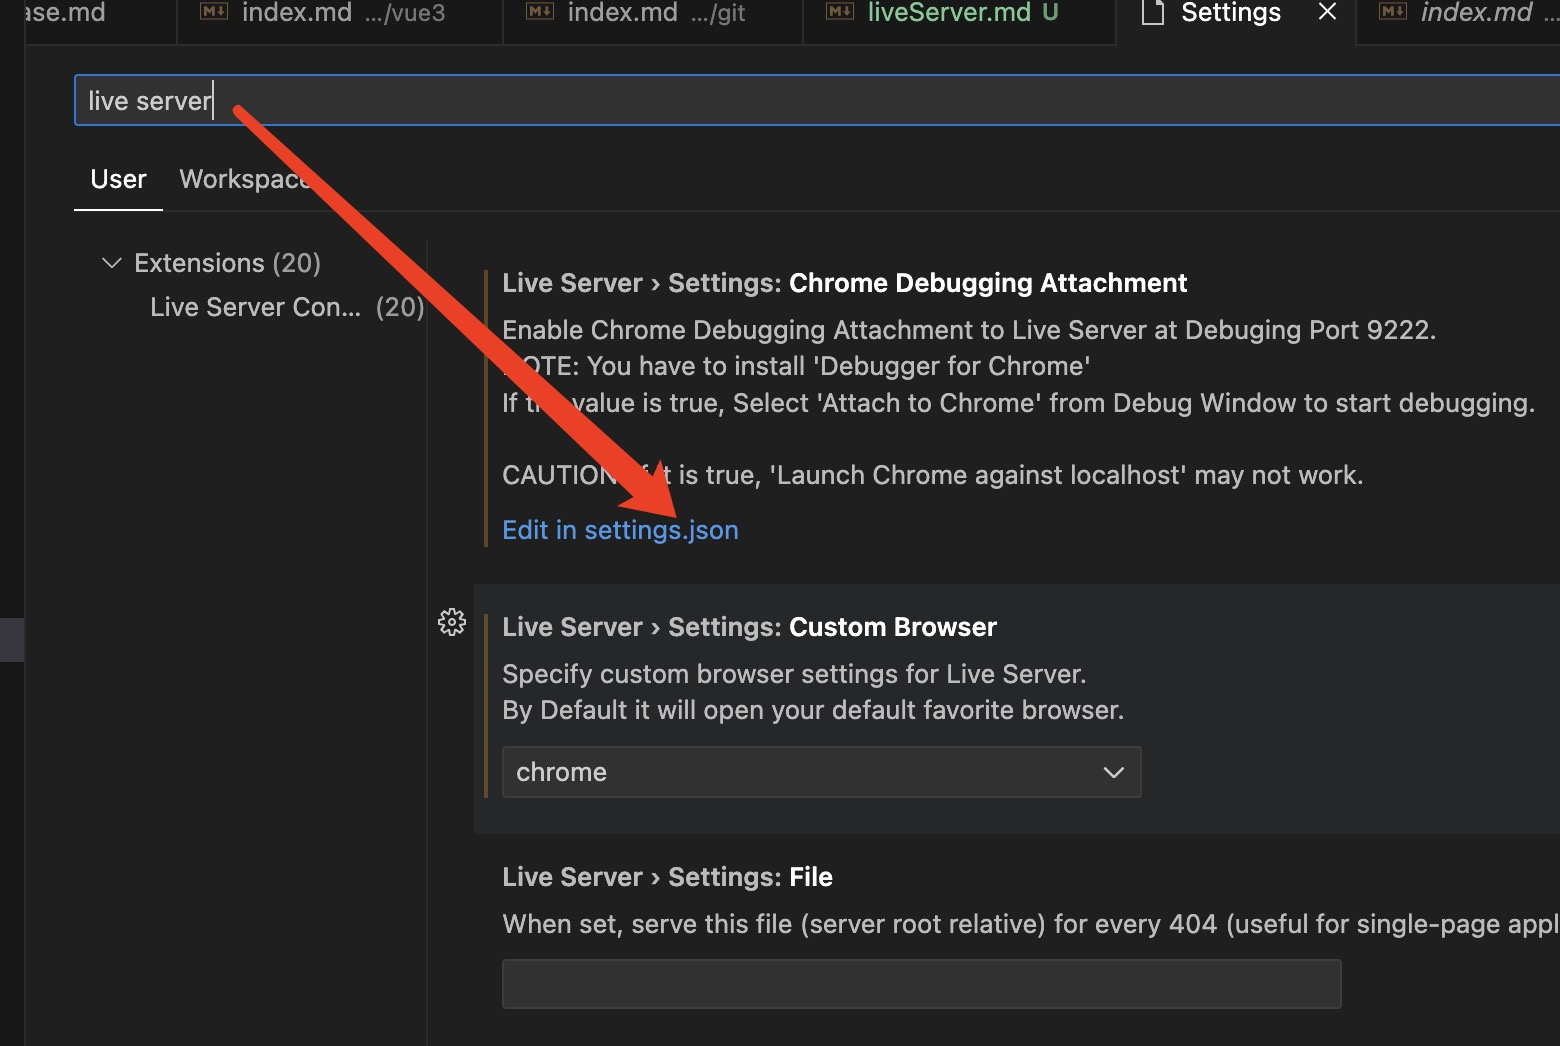 ase.md
index.md .../vue3
index.md .../git
liveServer.md U
Settings
index.md ...
live server
User
Workspace
Extensions (20)
Live Server Con... (20)
Live Server › Settings: Chrome Debugging Attachment
Enable Chrome Debugging Attachment to Live Server at Debuging Port 9222.
NOTE: You have to install 'Debugger for Chrome'
If the value is true, Select 'Attach to Chrome' from Debug Window to start debugging.
CAUTION: If it is true, 'Launch Chrome against localhost' may not work.
Edit in settings.json
Live Server › Settings: Custom Browser
Specify custom browser settings for Live Server.
By Default it will open your default favorite browser.
chrome
Live Server › Settings: File
When set, serve this file (server root relative) for every 404 (useful for single-page appl